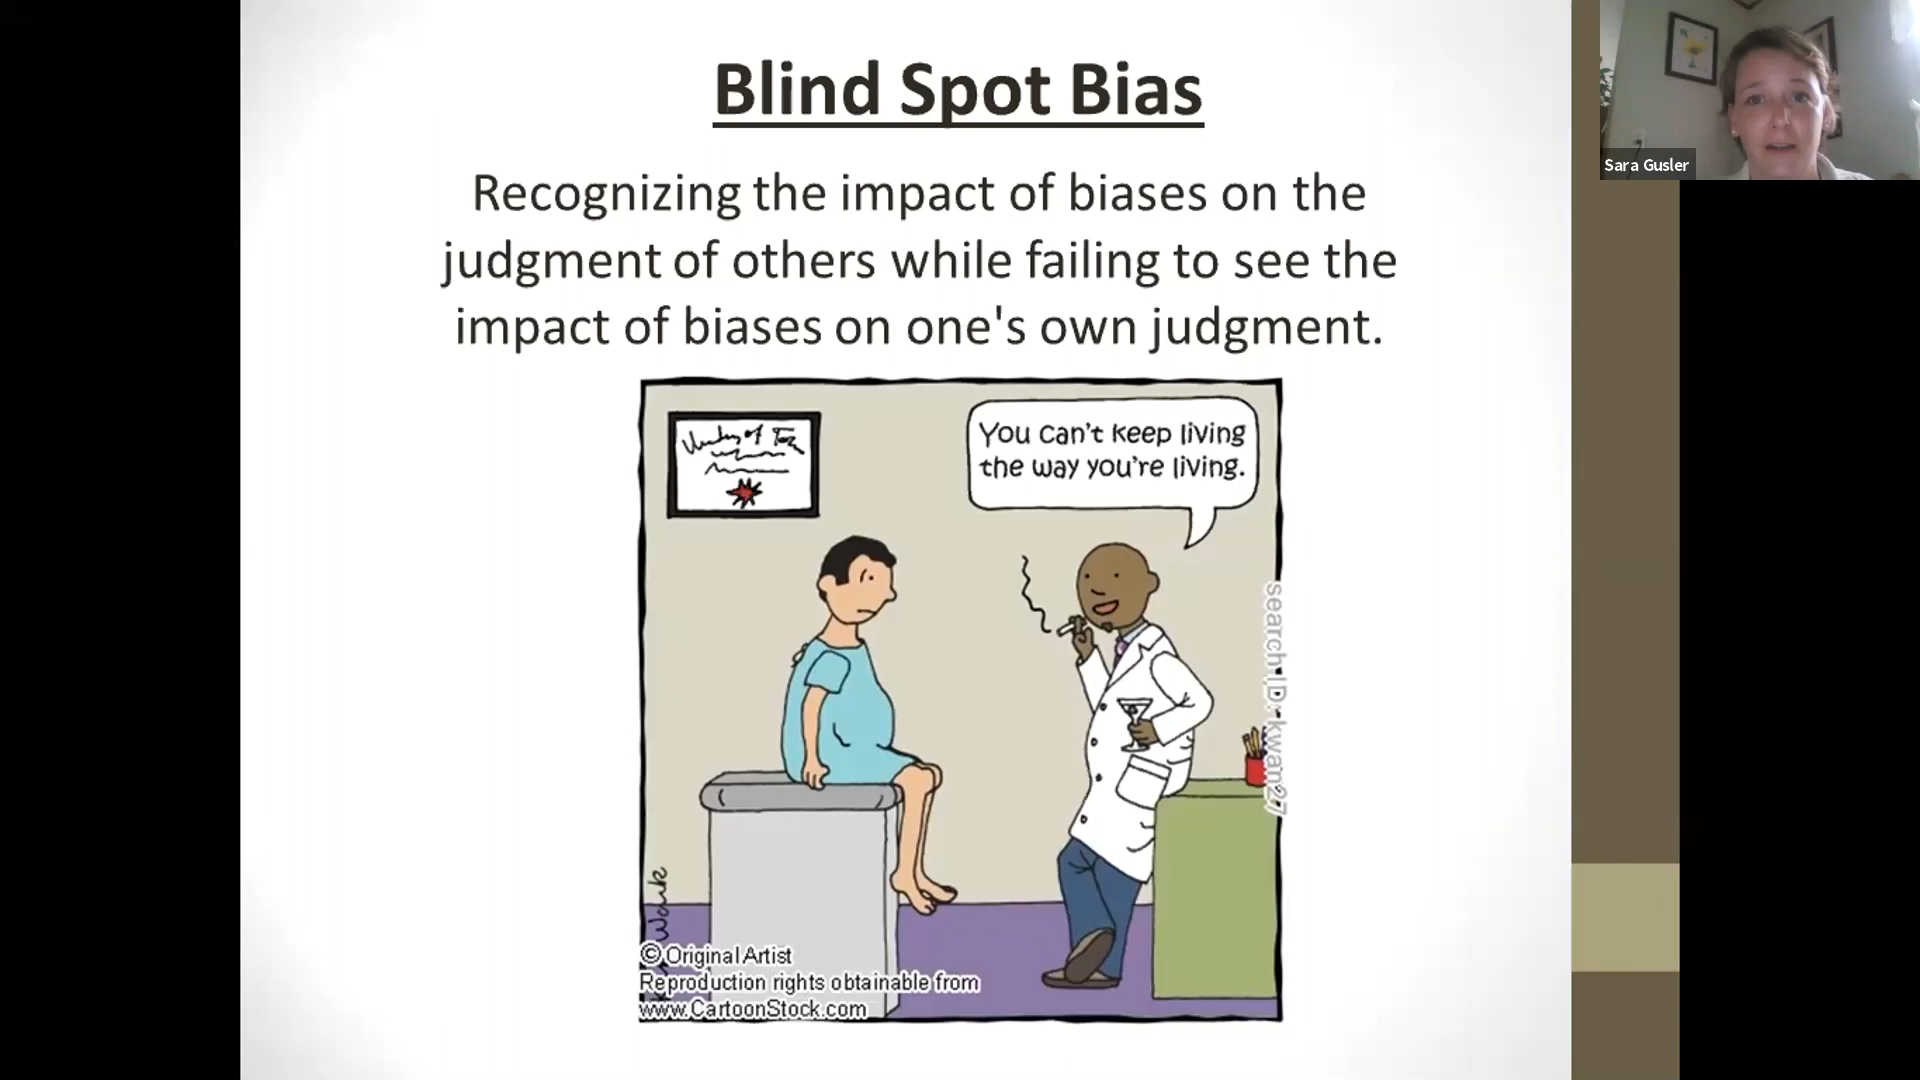 Blind Spot Bias
Sara Gusler
Recognizing the impact of biases on the
judgment of others while failing to see the
impact of biases on one's own judgment.
You can't keep living
the way you're living.
search ID: kwan27
© Original Artist
Reproduction rights obtainable from
www.CartoonStock.com